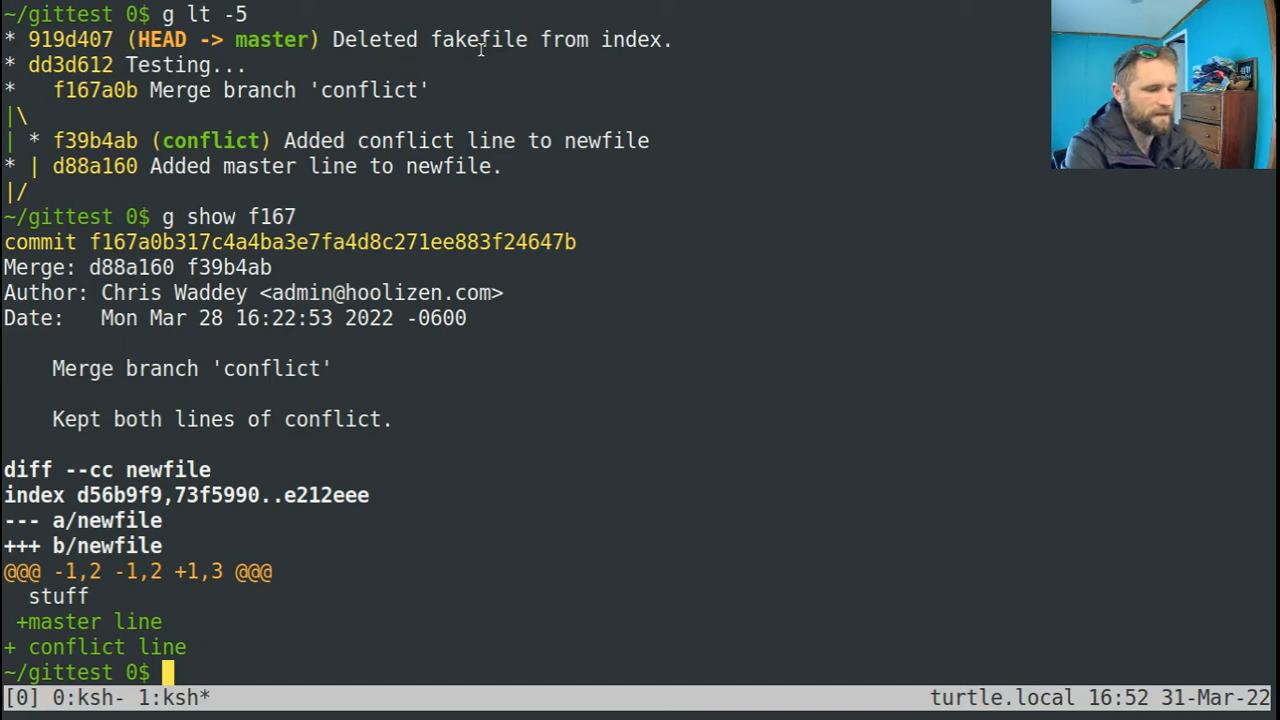 ~/gittest 0$ g lt -5
* 919d407 (HEAD -> master) Deleted fakefile from index.
* dd3d612 Testing...
*   f167a0b Merge branch 'conflict'
|\
| * f39b4ab (conflict) Added conflict line to newfile
* | d88a160 Added master line to newfile.
|/
~/gittest 0$ g show f167
commit f167a0b317c4a4ba3e7fa4d8c271ee883f24647b
Merge: d88a160 f39b4ab
Author: Chris Waddey <admin@hoolizen.com>
Date:   Mon Mar 28 16:22:53 2022 -0600
    Merge branch 'conflict'
    Kept both lines of conflict.
diff --cc newfile
index d56b9f9,73f5990..e212eee
--- a/newfile
+++ b/newfile
@@@ -1,2 -1,2 +1,3 @@@
  stuff
 +master line
+ conflict line
~/gittest 0$
[0] 0:ksh- 1:ksh* turtle.local 16:52 31-Mar-22